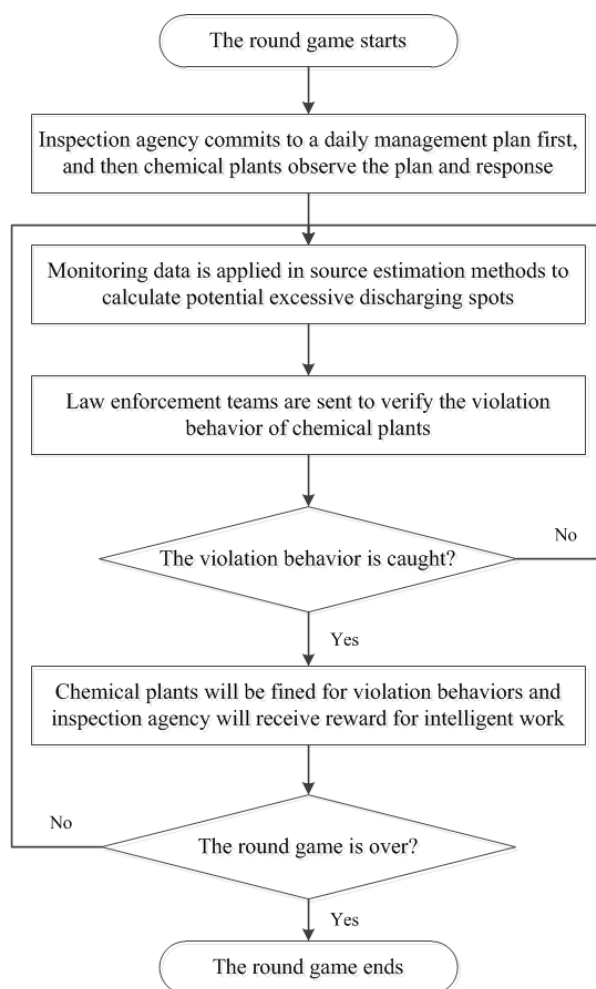 The round game starts
Inspection agency commits to a daily management plan first,
and then chemical plants observe the plan and response
Monitoring data is applied in source estimation methods to
calculate potential excessive discharging spots
Law enforcement teams are sent to verify the violation
behavior of chemical plants
The violation behavior is caught?
No
Yes
Chemical plants will be fined for violation behaviors and
inspection agency will receive reward for intelligent work
No
The round game is over?
Yes
The round game ends